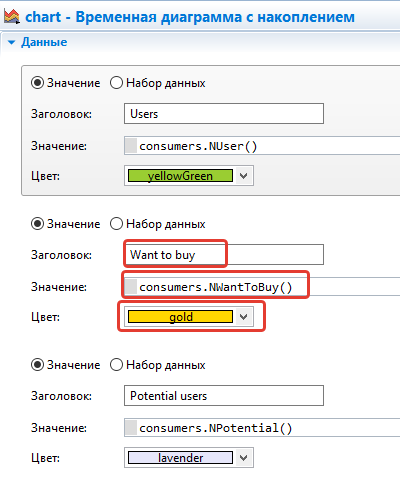 chart - Временная диаграмма с накоплением
Данные
Значение Набор данных
Заголовок: Users
Значение: consumers.NUser()
Цвет: yellowGreen
Значение Набор данных
Заголовок: Want to buy
Значение: consumers.NWantToBuy()
Цвет: gold
Значение Набор данных
Заголовок: Potential users
Значение: consumers.NPotential()
Цвет: lavender